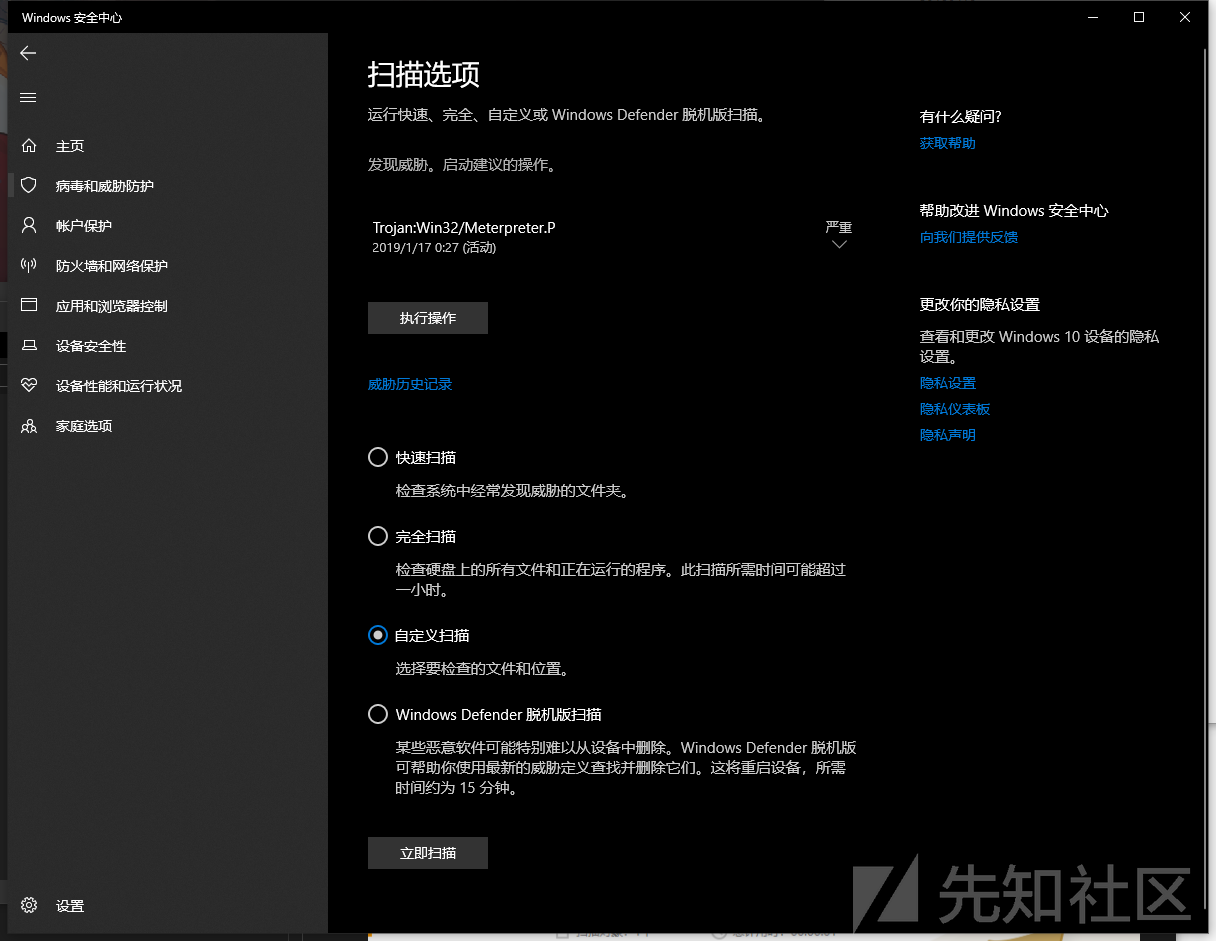 Windows 安全中心
主页
病毒和威胁防护
帐户保护
防火墙和网络保护
应用和浏览器控制
设备安全性
设备性能和运行状况
家庭选项
设置
扫描选项
运行快速、完全、自定义或 Windows Defender 脱机版扫描。
发现威胁。启动建议的操作。
Trojan:Win32/Meterpreter.P
严重
2019/1/17 0:27 (活动)
执行操作
威胁历史记录
快速扫描
检查系统中经常发现威胁的文件夹。
完全扫描
检查硬盘上的所有文件和正在运行的程序。此扫描所需时间可能超过
一小时。
自定义扫描
选择要检查的文件和位置。
Windows Defender 脱机版扫描
某些恶意软件可能特别难以从设备中删除。Windows Defender 脱机版
可帮助你使用最新的威胁定义查找并删除它们。这将重启设备，所需
时间约为 15 分钟。
立即扫描
有什么疑问?
获取帮助
帮助改进 Windows 安全中心
向我们提供反馈
更改你的隐私设置
查看和更改 Windows 10 设备的隐私
设置。
隐私设置
隐私仪表板
隐私声明
先知社区